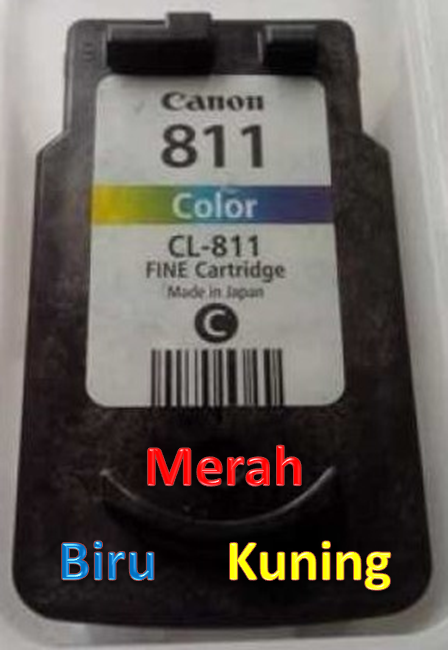 Canon
811
Color
CL-811
FINE Cartridge
Made in Japan
C
Merah
Biru Kuning